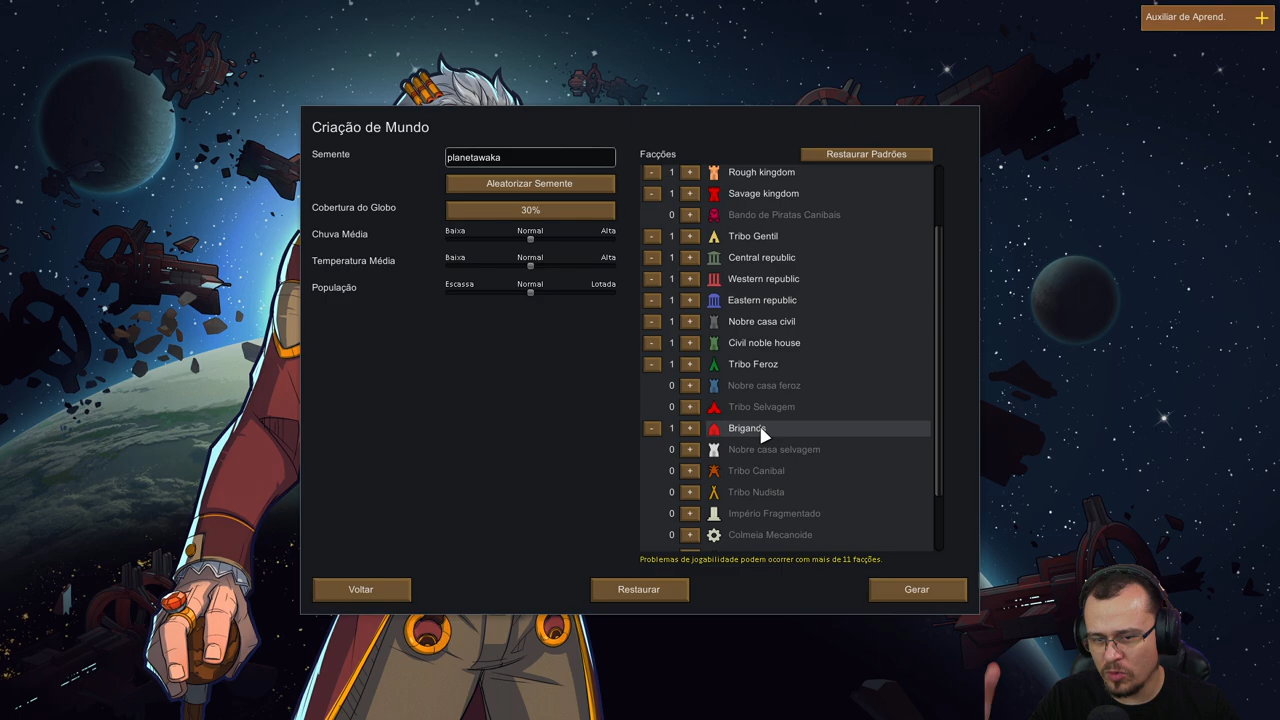 Auxiliar de Aprend.
Criação de Mundo
Semente
planetawaka
Aleatorizar Semente
Cobertura do Globo
30%
Chuva Média
Baixa Normal Alta
Temperatura Média
Baixa Normal Alta
População
Escassa Normal Lotada
Facções
Restaurar Padrões
- 1 + Rough kingdom
- 1 + Savage kingdom
0 + Bando de Piratas Canibais
- 1 + Tribo Gentil
- 1 + Central republic
- 1 + Western republic
- 1 + Eastern republic
- 1 + Nobre casa civil
- 1 + Civil noble house
- 1 + Tribo Feroz
0 + Nobre casa feroz
0 + Tribo Selvagem
- 1 + Brigands
0 + Nobre casa selvagem
0 + Tribo Canibal
0 + Tribo Nudista
0 + Império Fragmentado
0 + Colmeia Mecanoide
Problemas de jogabilidade podem ocorrer com mais de 11 facções.
Voltar
Restaurar
Gerar